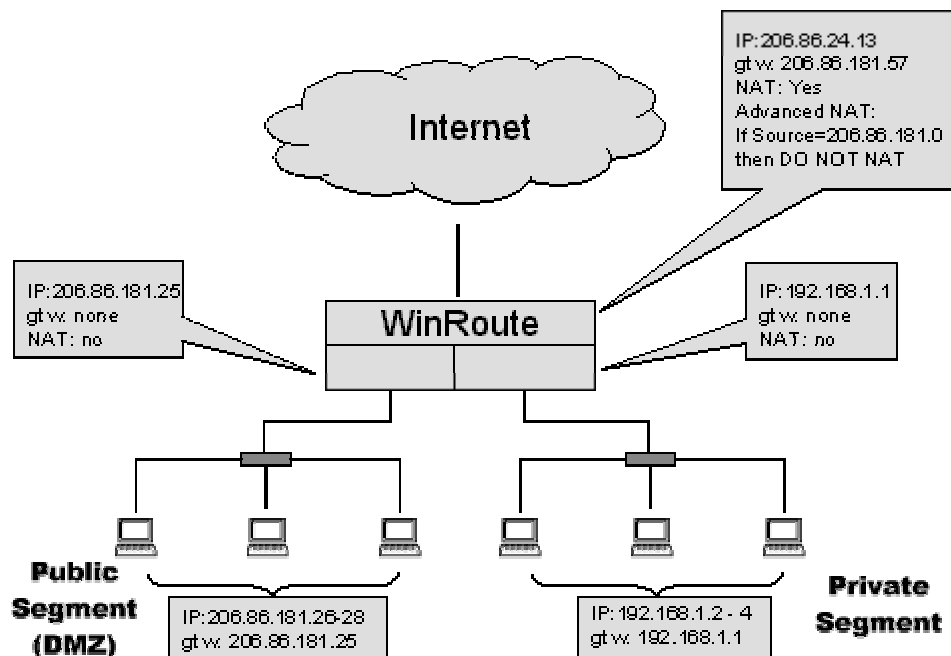 IP:206.86.24.13
gtw: 206.86.181.57
NAT: Yes
Advanced NAT:
If Source=206.86.181.0
then DO NOT NAT
Internet
IP:206.86.181.25
gtw: none
NAT: no
WinRoute
IP:192.168.1.1
gtw: none
NAT: no
Public
Segment
(DMZ)
IP:206.86.181.26-28
gtw: 206.86.181.25
IP:192.168.1.2 - 4
gtw: 192.168.1.1
Private
Segment